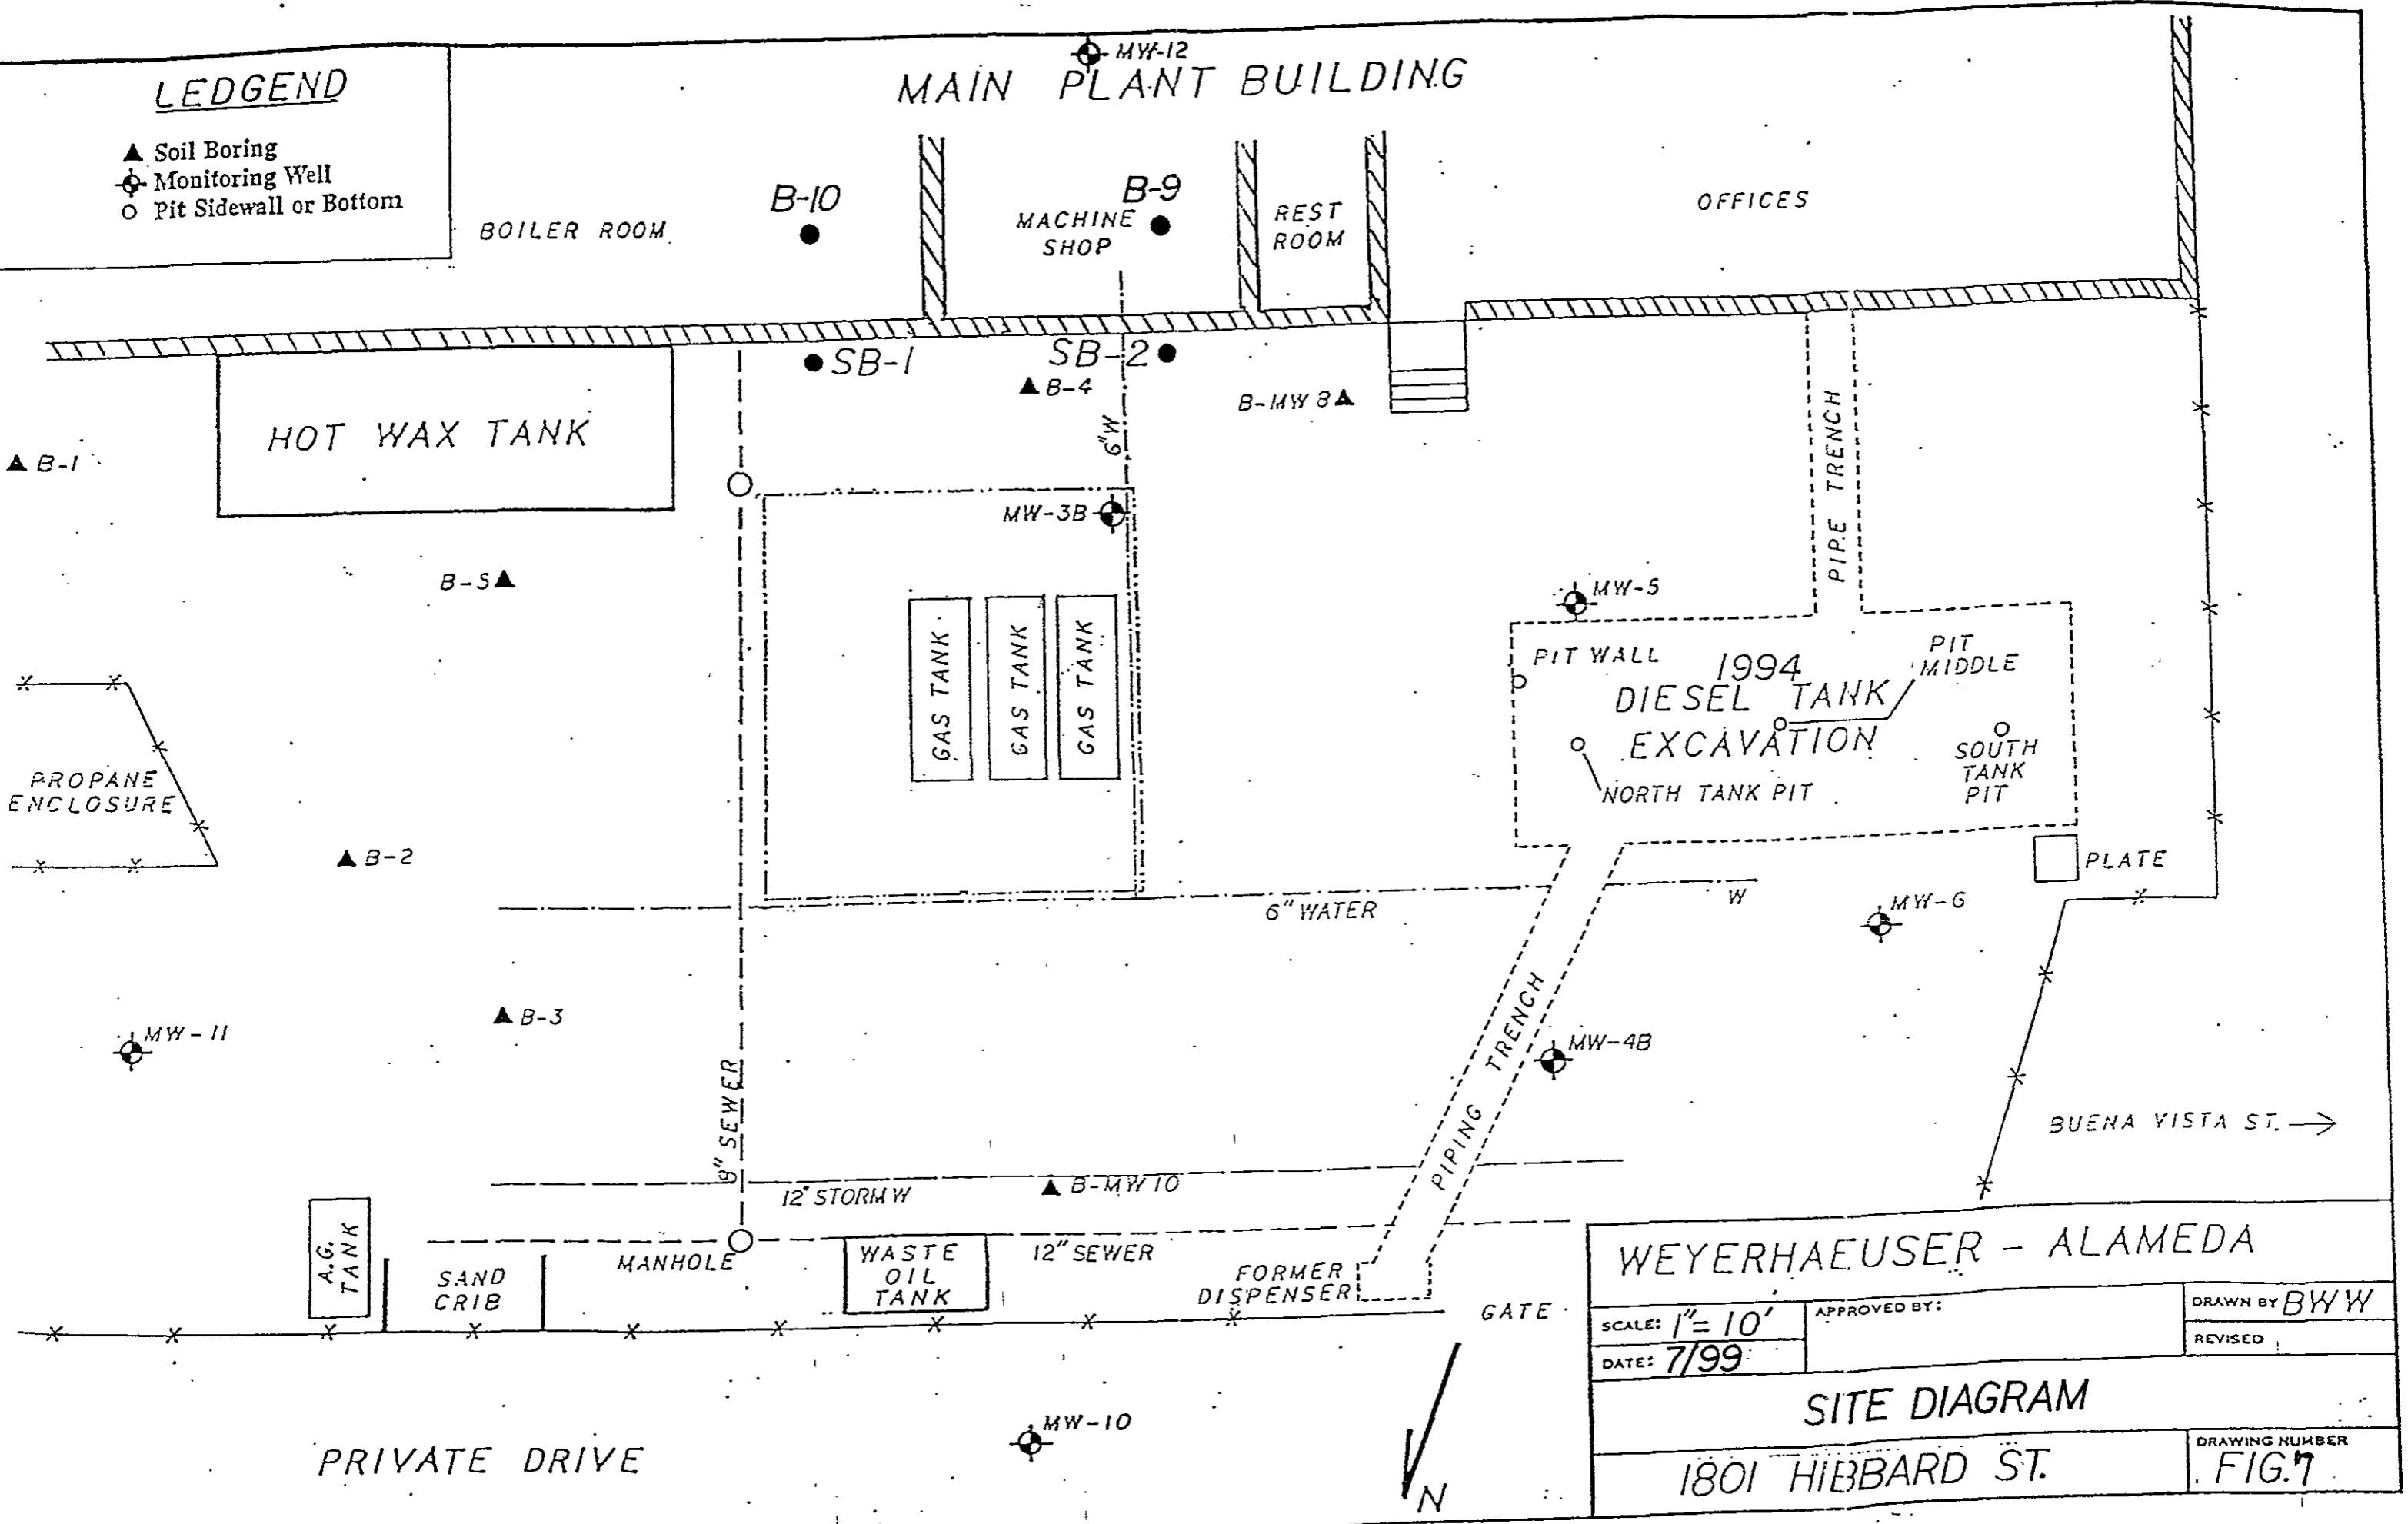 LEDGEND
Soil Boring
Monitoring Well
Pit Sidewall or Bottom
MW-12
MAIN PLANT BUILDING
BOILER ROOM
B-10
MACHINE
SHOP
B-9
REST
ROOM
OFFICES
SB-1
SB-2
B-4
B-MW 8
6"W
HOT WAX TANK
B-1
MW-3B
PIPE TRENCH
B-5
MW-5
GAS TANK
GAS TANK
GAS TANK
PIT WALL
1994
DIESEL TANK
EXCAVATION
PIT
MIDDLE
NORTH TANK PIT
SOUTH
TANK
PIT
PROPANE
ENCLOSURE
B-2
PLATE
6" WATER
W
MW-6
B-3
MW-11
MW-4B
PIPING TRENCH
8" SEWER
BUENA VISTA ST.
12" STORM W
B-MW 10
A.G.
TANK
SAND
CRIB
MANHOLE
WASTE
OIL
TANK
12" SEWER
FORMER
DISPENSER
GATE
MW-10
PRIVATE DRIVE
N
WEYERHAEUSER - ALAMEDA
SCALE: 1"= 10'
APPROVED BY:
DRAWN BY BWW
DATE: 7/99
REVISED
SITE DIAGRAM
1801 HIBBARD ST.
DRAWING NUMBER
FIG.7